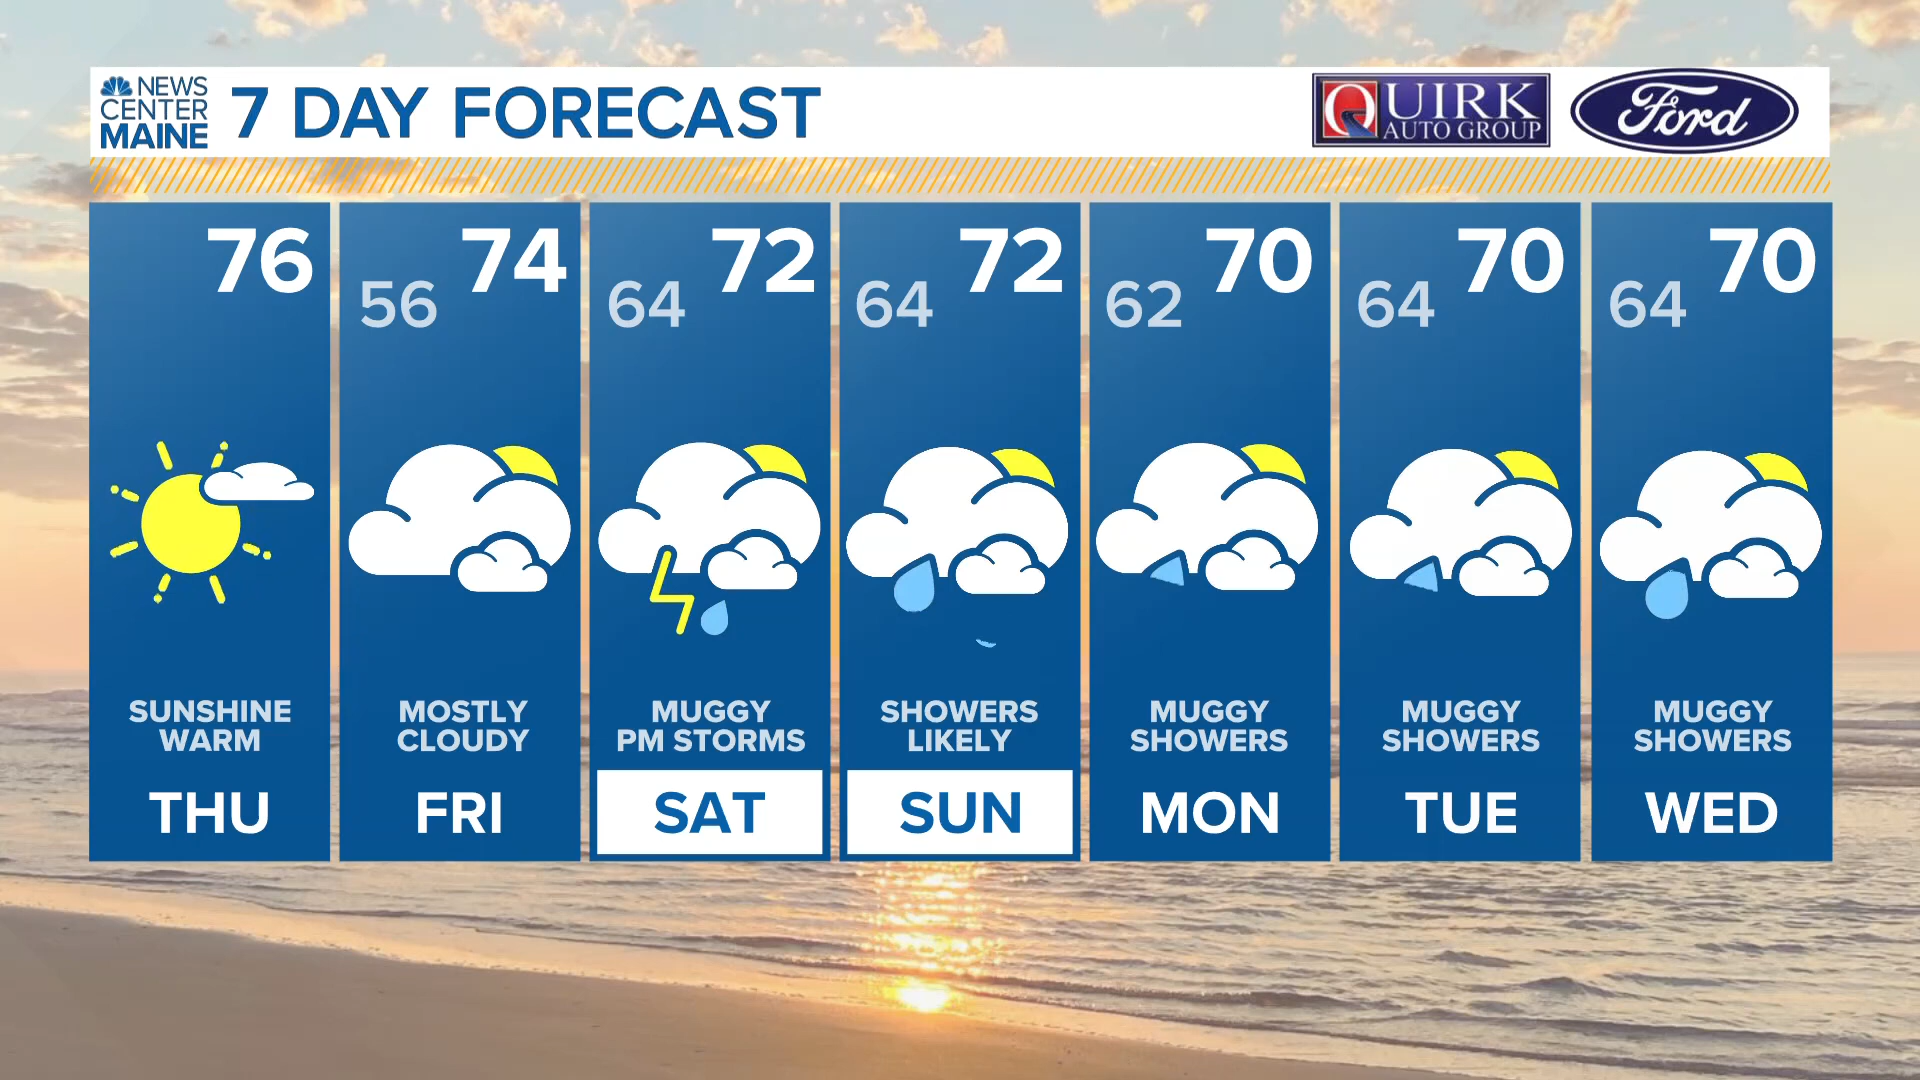 NEWS
CENTER
MAINE
7 DAY FORECAST
QUIRK
AUTO GROUP
Ford
76
56 74
64 72
64 72
62 70
64 70
64 70
SUNSHINE
WARM
THU
MOSTLY
CLOUDY
FRI
MUGGY
PM STORMS
SAT
SHOWERS
LIKELY
SUN
MUGGY
SHOWERS
MON
MUGGY
SHOWERS
TUE
MUGGY
SHOWERS
WED